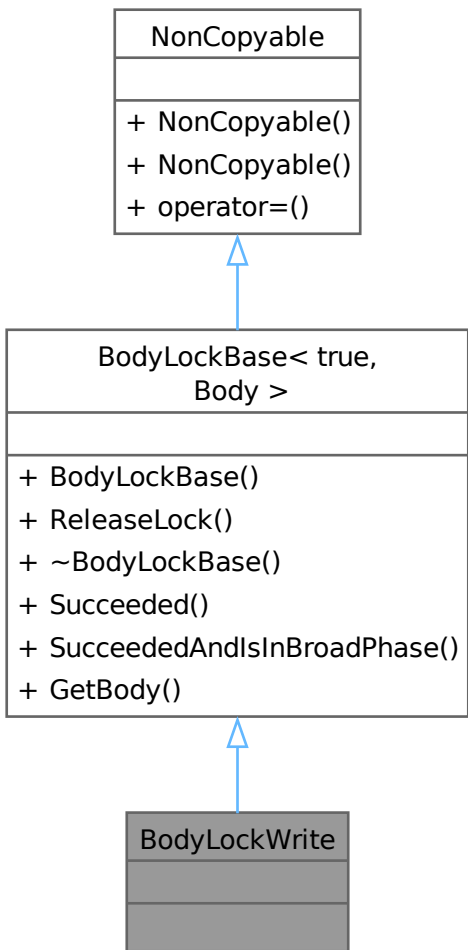 NonCopyable
+ NonCopyable()
+ NonCopyable()
+ operator=()
BodyLockBase< true,
Body >
+ BodyLockBase()
+ ReleaseLock()
+ ~BodyLockBase()
+ Succeeded()
+ SucceededAndIsInBroadPhase()
+ GetBody()
BodyLockWrite